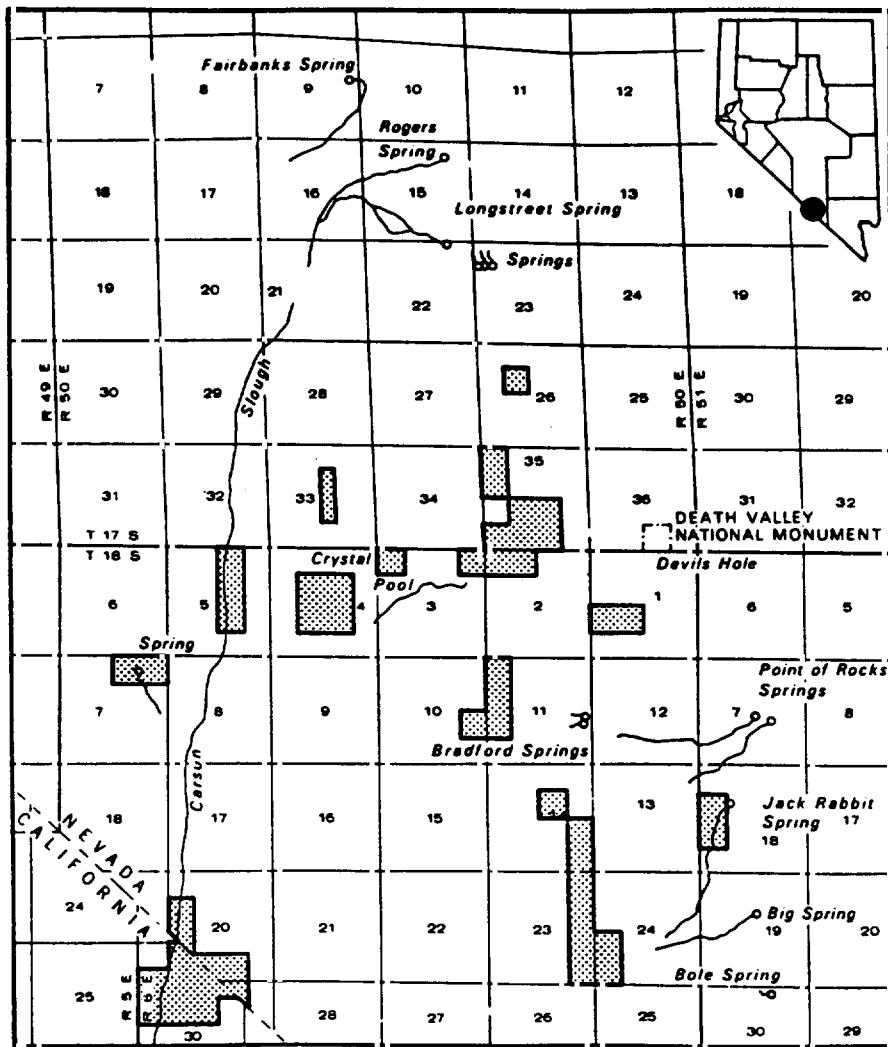 Fairbanks Spring
7 8 9 10 11 12
Rogers
Spring
18 17 16 15 14 13 18
Longstreet Spring
Springs
19 20 21 22 23 24 19 20
R 49 E
R 50 E
Slough
R 50 E
R 51 E
30 29 28 27 26 25 30 29
35
31 32 33 34 36 31 32
T 17 S
T 18 S
DEATH VALLEY
NATIONAL MONUMENT
Crystal
Pool
Devils Hole
6 5 4 3 2 1 6 5
Spring
Point of Rocks
Springs
7 8 9 10 11 12 7 8
Bradford Springs
Carsun
18 17 16 15 13
Jack Rabbit
Spring 17
18
NEVADA
CALIFORNIA
24 20 21 22 23 24 19 20
Big Spring
Bole Spring
25
R 5 E
R 6 E
30 28 27 26 25 30 29